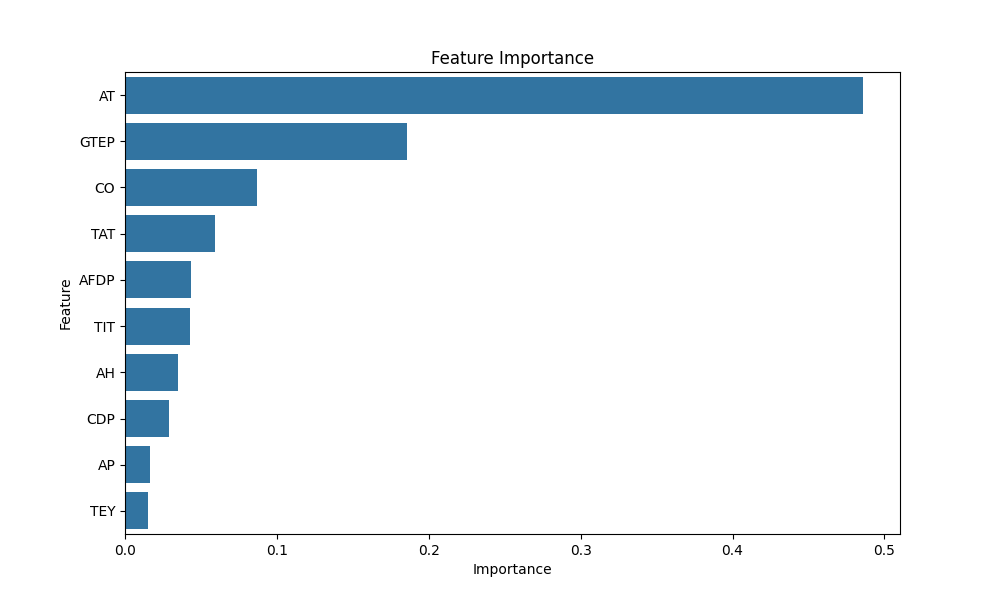 Feature Importance
Feature
AT
GTEP
CO
TAT
AFDP
TIT
AH
CDP
AP
TEY
0.0 0.1 0.2 0.3 0.4 0.5
Importance